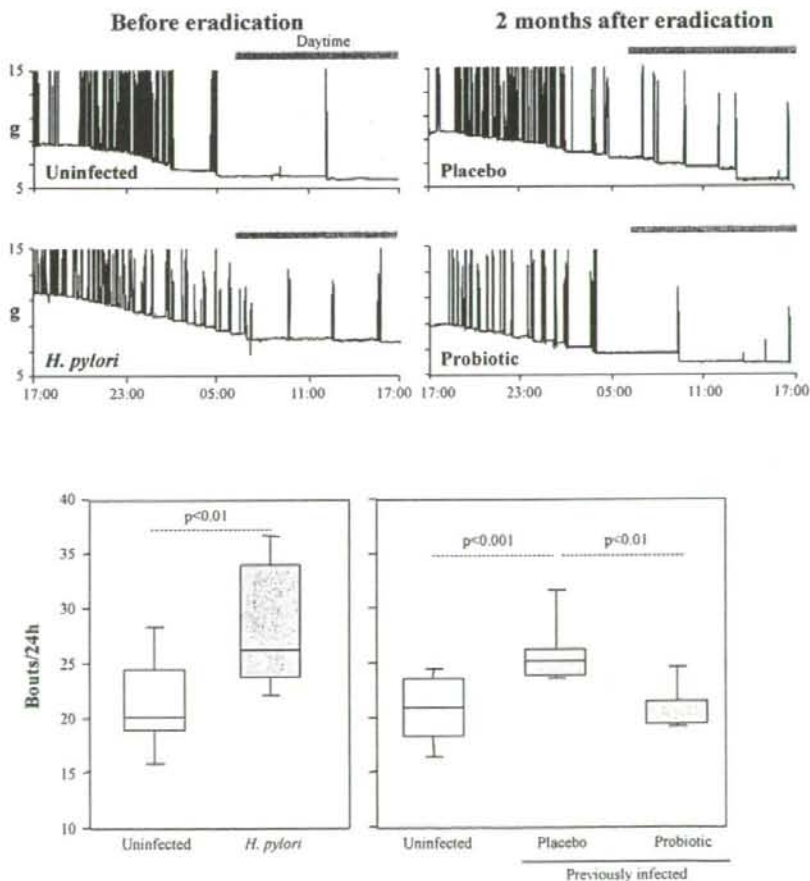 Before eradication
2 months after eradication
Daytime
15
g
5
Uninfected
Placebo
15
g
5
H. pylori
Probiotic
17:00 23:00 05:00 11:00 17:00
17:00 23:00 05:00 11:00 17:00
40
35
30
25
20
15
10
Bouts/24h
p<0.01
p<0.001
p<0.01
Uninfected
H. pylori
Uninfected
Placebo
Probiotic
Previously infected